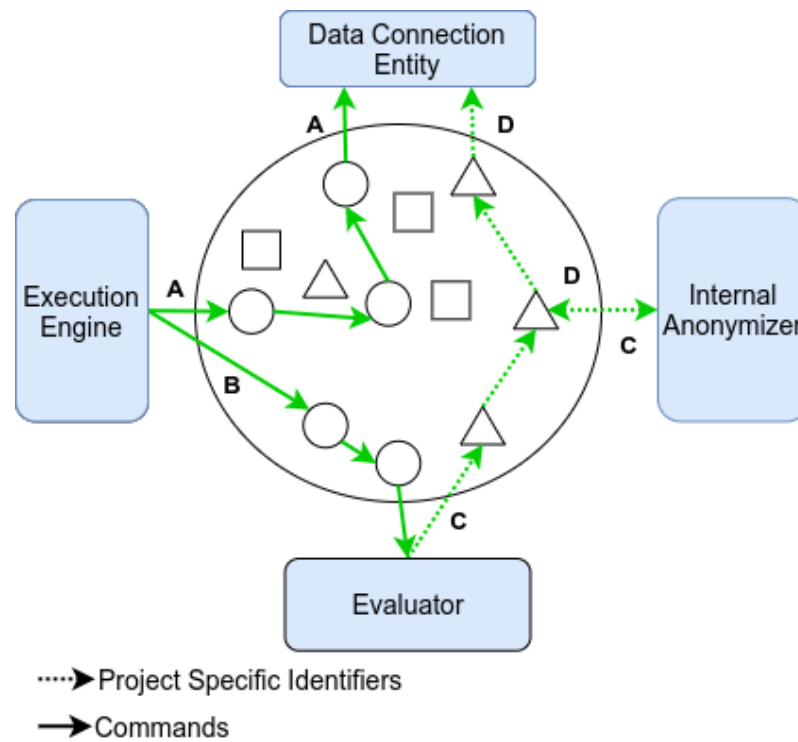 Data Connection
Entity
A
D
Execution
Engine
A
B
D
C
Internal
Anonymizer
C
Evaluator
Project Specific Identifiers
Commands